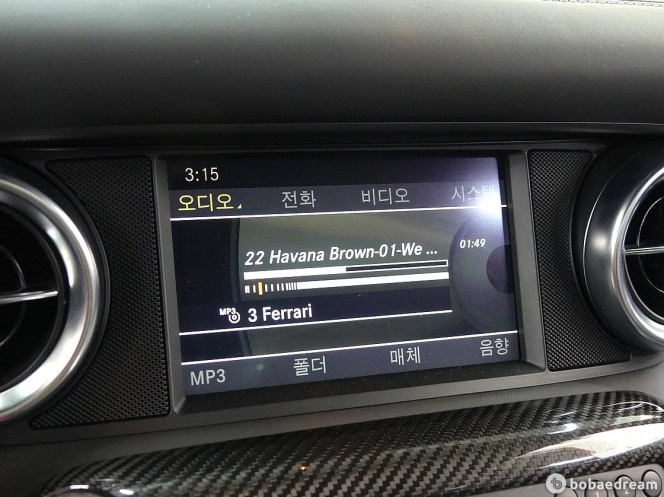 3:15
오디오 전화 비디오 시스템
22 Havana Brown-01-We ...
01:49
MP3 3 Ferrari
MP3 폴더 매체 음향
bobaedream